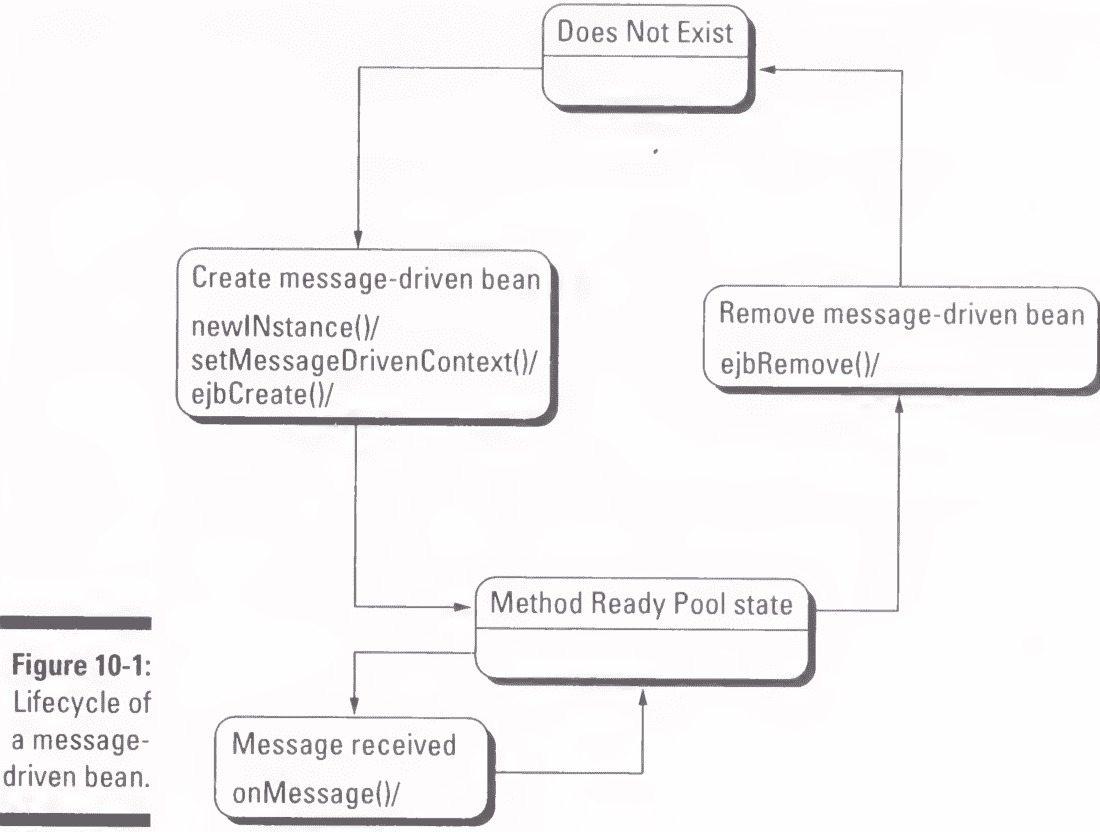 Does Not Exist
Create message-driven bean
newINstance()/
setMessageDrivenContext()/
ejbCreate()/
Remove message-driven bean
ejbRemove()/
Method Ready Pool state
Message received
onMessage()/
Figure 10-1:
Lifecycle of
a message-
driven bean.